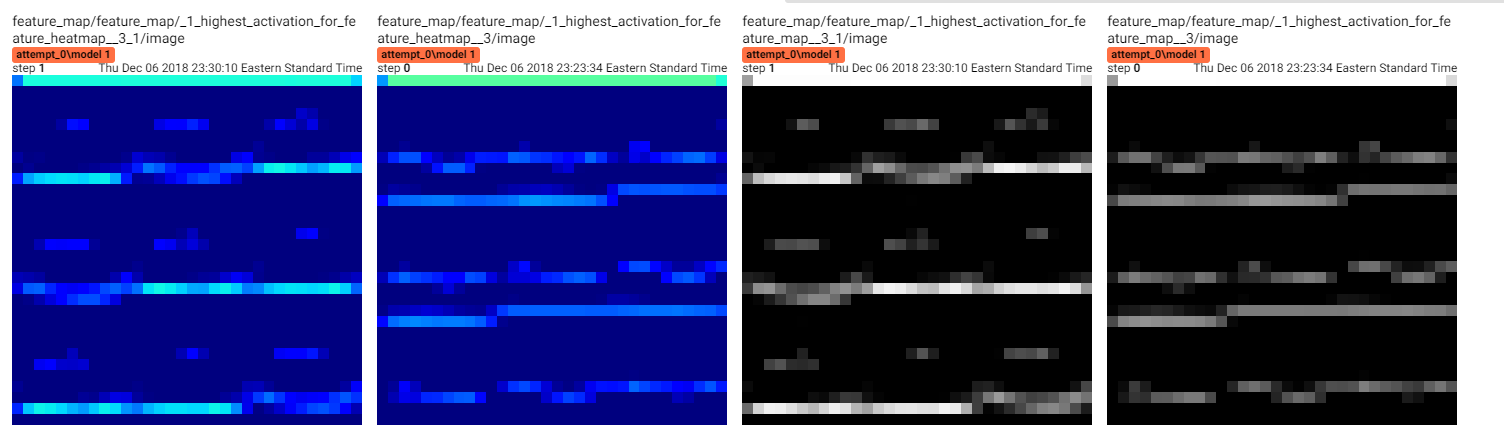 feature_map/feature_map/_1_highest_activation_for_fe
ature_heatmap__3_1/image
attempt_0\model 1
step 1 Thu Dec 06 2018 23:30:10 Eastern Standard Time
feature_map/feature_map/_1_highest_activation_for_fe
ature_heatmap__3/image
attempt_0\model 1
step 0 Thu Dec 06 2018 23:23:34 Eastern Standard Time
feature_map/feature_map/_1_highest_activation_for_fe
ature_map__3_1/image
attempt_0\model 1
step 1 Thu Dec 06 2018 23:30:10 Eastern Standard Time
feature_map/feature_map/_1_highest_activation_for_fe
ature_map__3/image
attempt_0\model 1
step 0 Thu Dec 06 2018 23:23:34 Eastern Standard Time